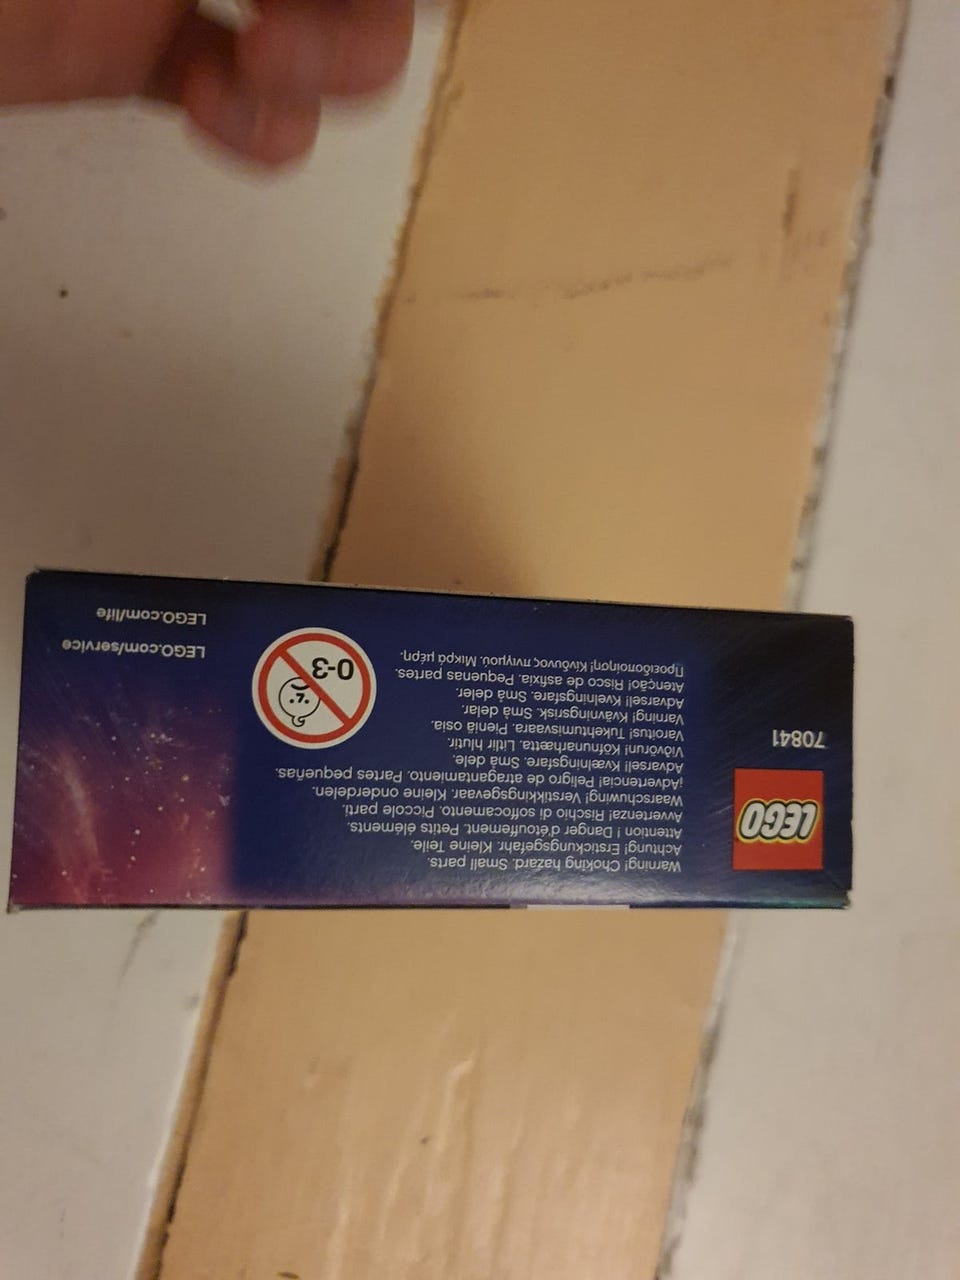 LEGO
70841
Warning! Choking hazard. Small parts.
Achtung! Erstickungsgefahr. Kleine Teile.
Attention ! Danger d'étouffement. Petits éléments.
Avvertenza! Rischio di soffocamento. Piccole parti.
Waarschuwing! Verstikkingsgevaar. Kleine onderdelen.
¡Advertencia! Peligro de atragantamiento. Partes pequeñas.
Advarsel! Kvælningsfare. Små dele.
Viðvörun! Köfnunarhætta. Litlir hlutir.
Varoitus! Tukehtumisvaara. Pieniä osia.
Varning! Kvävningsrisk. Små delar.
Advarsel! Kvelningsfare. Små deler.
Atenção! Risco de asfixia. Pequenas partes.
Προειδοποίηση! Κίνδυνος πνιγμού. Μικρά μέρη.
0-3
LEGO.com/service
LEGO.com/life